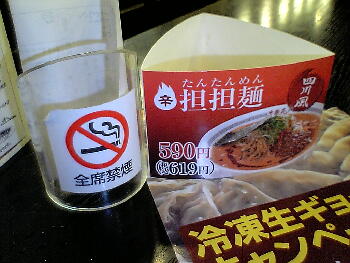 全席禁煙
たんたんめん
辛
担担麺
四川風
590円
(税619円)
冷凍生ギョ
キャンペ